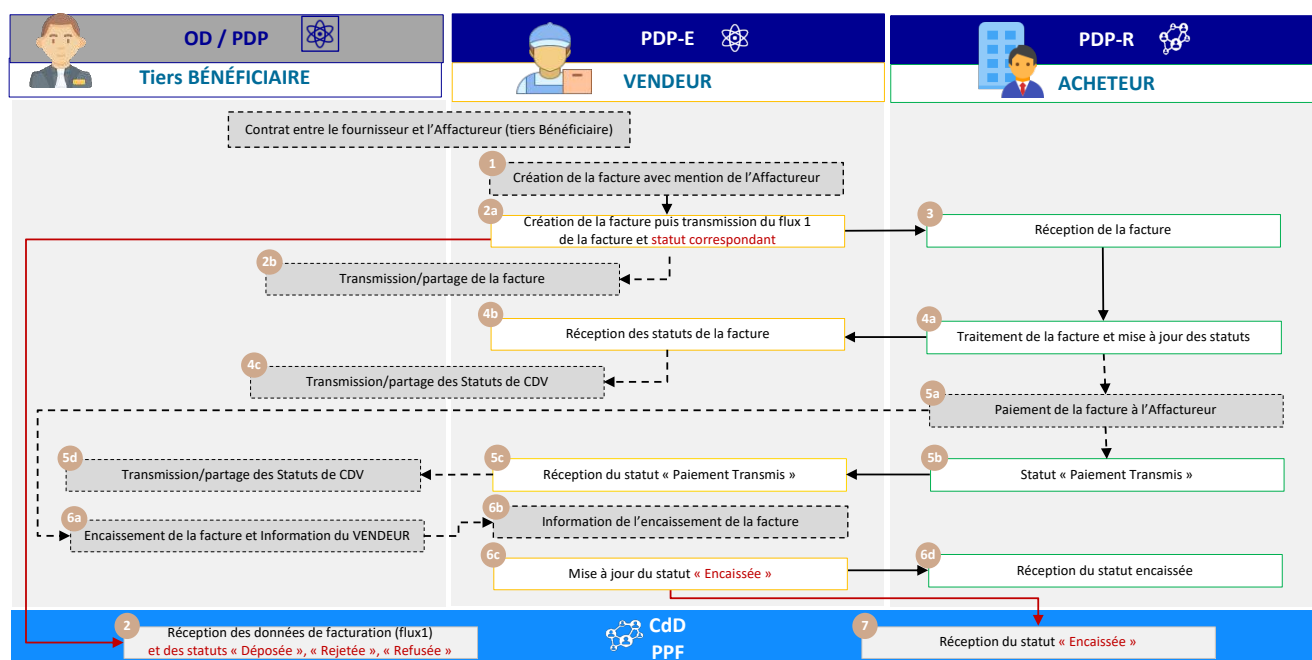 OD / PDP
Tiers BÉNÉFICIAIRE
PDP-E
VENDEUR
PDP-R
ACHETEUR
Contrat entre le fournisseur et l’Affactureur (tiers Bénéficiaire)
1
Création de la facture avec mention de l’Affactureur
2a
Création de la facture puis transmission du flux 1
de la facture et statut correspondant
3
Réception de la facture
2b
Transmission/partage de la facture
4b
Réception des statuts de la facture
4a
Traitement de la facture et mise à jour des statuts
4c
Transmission/partage des Statuts de CDV
5a
Paiement de la facture à l’Affactureur
5d
Transmission/partage des Statuts de CDV
5c
Réception du statut « Paiement Transmis »
5b
Statut « Paiement Transmis »
6a
Encaissement de la facture et Information du VENDEUR
6b
Information de l’encaissement de la facture
6c
Mise à jour du statut « Encaissée »
6d
Réception du statut encaissée
2
Réception des données de facturation (flux1)
et des statuts « Déposée », « Rejetée », « Refusée »
CdD
PPF
7
Réception du statut « Encaissée »